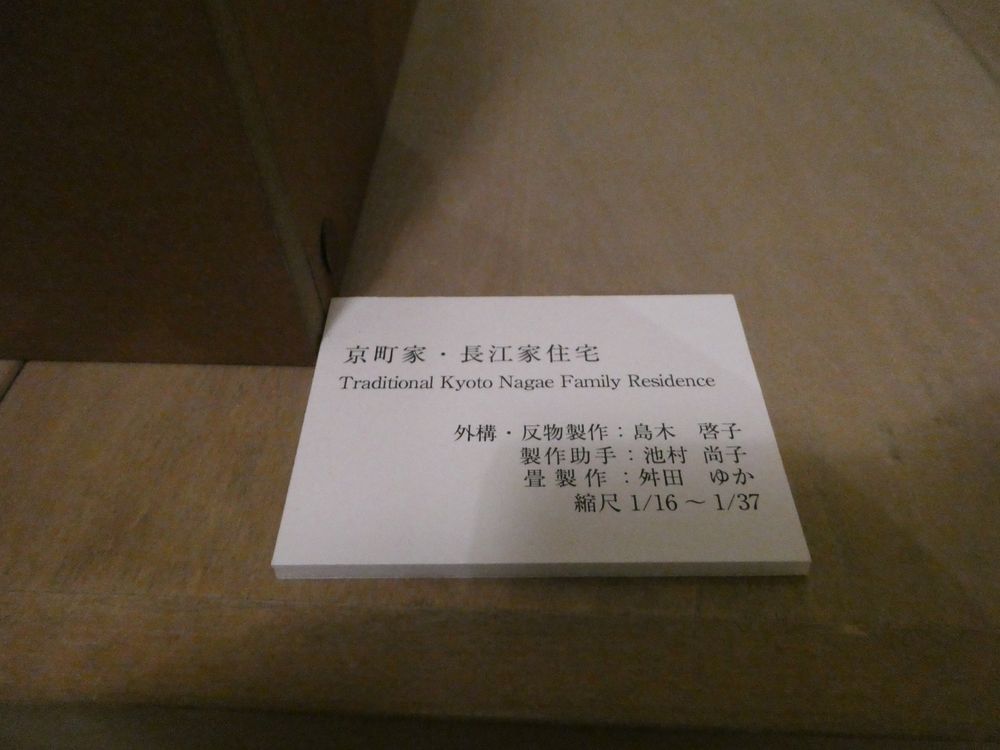 京町家・長江家住宅
Traditional Kyoto Nagae Family Residence
外構・反物製作：島木　啓子
製作助手：池村　尚子
畳製作：舛田　ゆか
縮尺 1/16 ～ 1/37